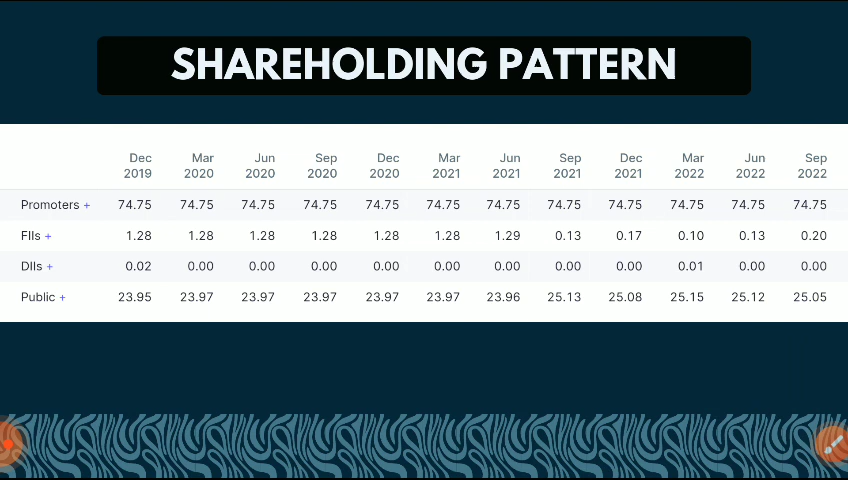 SHAREHOLDING PATTERN
Dec Mar Jun Sep Dec Mar Jun Sep Dec Mar Jun Sep
2019 2020 2020 2020 2020 2021 2021 2021 2021 2022 2022 2022
Promoters + 74.75 74.75 74.75 74.75 74.75 74.75 74.75 74.75 74.75 74.75 74.75 74.75
FIIs + 1.28 1.28 1.28 1.28 1.28 1.28 1.29 0.13 0.17 0.10 0.13 0.20
DIIs + 0.02 0.00 0.00 0.00 0.00 0.00 0.00 0.00 0.00 0.01 0.00 0.00
Public + 23.95 23.97 23.97 23.97 23.97 23.97 23.96 25.13 25.08 25.15 25.12 25.05